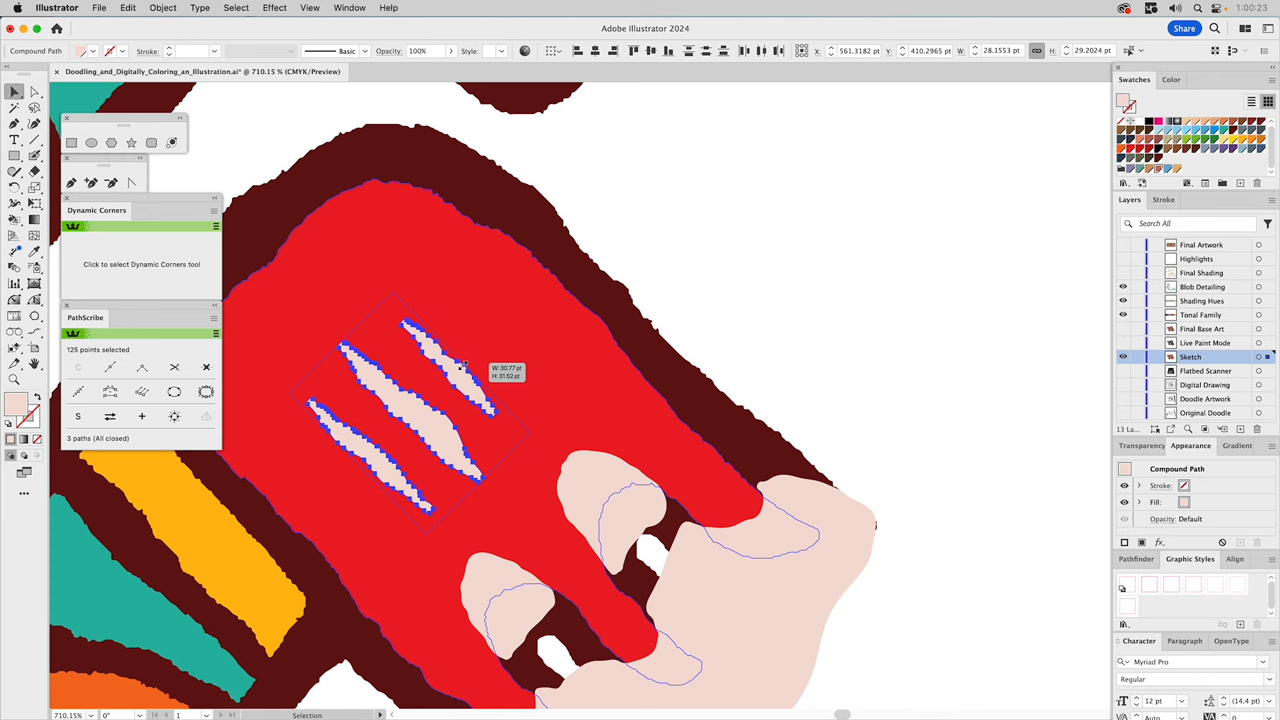 Illustrator File Edit Object Type Select Effect View Window Help 1:00:23
Adobe Illustrator 2024
Share
Compound Path Stroke: Basic Opacity: 100% Style: X: 561.3182 pt Y: 410.2965 pt W: 28.1553 pt H: 29.2024 pt
Doodling_and_Digitally_Coloring_an_Illustration.ai* @ 710.15 % (CMYK/Preview)
Dynamic Corners
Click to select Dynamic Corners tool
PathScribe
125 points selected
3 paths (All closed)
W: 30.77 pt
H: 31.52 pt
Swatches Color
Layers Stroke
Search All
Final Artwork
Highlights
Final Shading
Blob Detailing
Shading Hues
Tonal Family
Final Base Art
Live Paint Mode
Sketch
Flatbed Scanner
Digital Drawing
Doodle Artwork
Original Doodle
13 La...
Transparency Appearance Gradient
Compound Path
Stroke:
Fill:
Opacity: Default
Pathfinder Graphic Styles Align
Character Paragraph OpenType
Myriad Pro
Regular
12 pt (14.4 pt)
Auto 0
710.15% 0° 1 Selection